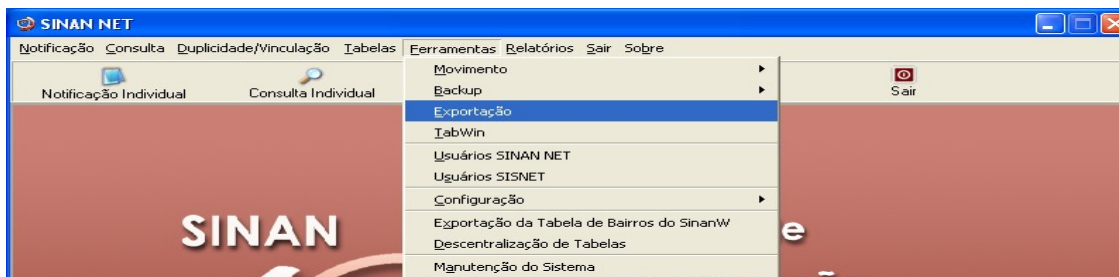 SINAN NET
Notificação Consulta Duplicidade/Vinculação Tabelas Ferramentas Relatórios Sair Sobre
Notificação Individual Consulta Individual Sair
Movimento
Backup
Exportação
TabWin
Usuários SINAN NET
Usuários SISNET
Configuração
Exportação da Tabela de Bairros do SinanW
Descentralização de Tabelas
Manutenção do Sistema
SINAN e